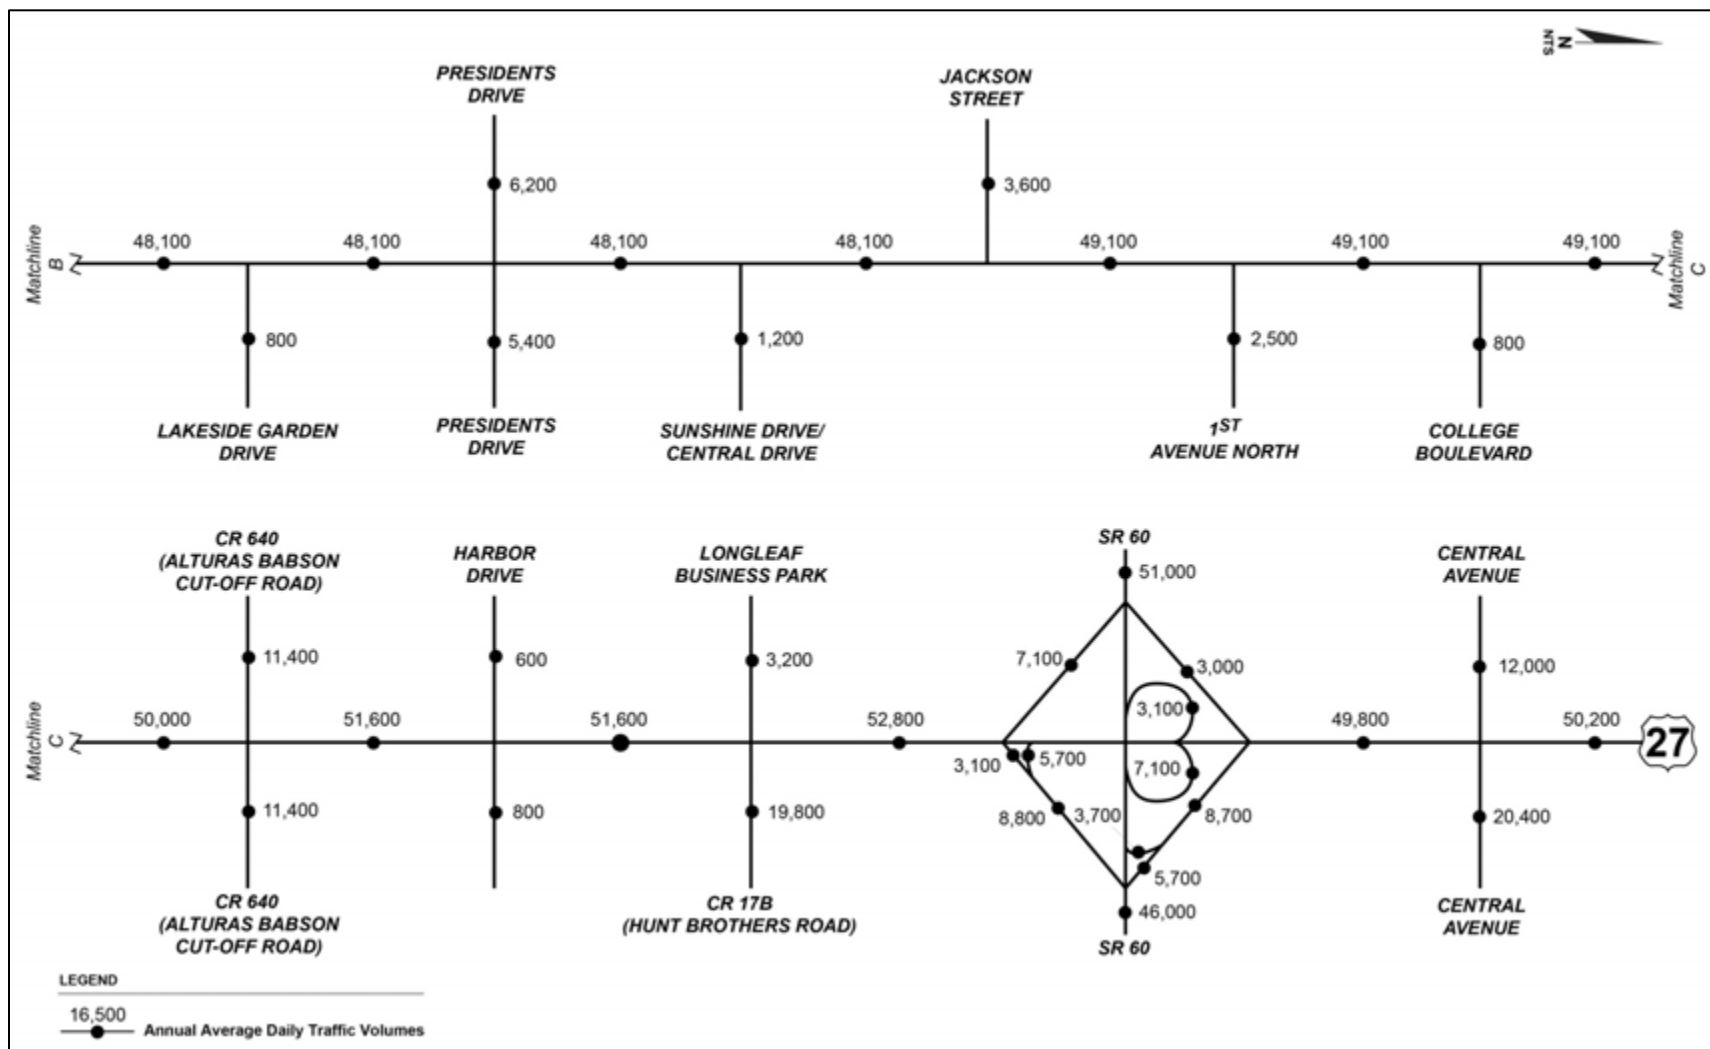 N
NTS
PRESIDENTS
DRIVE
JACKSON
STREET
6,200
3,600
Matchline
B
48,100
48,100
48,100
48,100
49,100
49,100
49,100
Matchline
C
800
5,400
1,200
2,500
800
LAKESIDE GARDEN
DRIVE
PRESIDENTS
DRIVE
SUNSHINE DRIVE/
CENTRAL DRIVE
1ST
AVENUE NORTH
COLLEGE
BOULEVARD
CR 640
(ALTURAS BABSON
CUT-OFF ROAD)
HARBOR
DRIVE
LONGLEAF
BUSINESS PARK
SR 60
CENTRAL
AVENUE
51,000
11,400
600
3,200
7,100
3,000
12,000
Matchline
C
50,000
51,600
51,600
52,800
3,100
49,800
50,200
27
3,100
5,700
7,100
11,400
800
19,800
8,800
3,700
8,700
20,400
5,700
46,000
CR 640
(ALTURAS BABSON
CUT-OFF ROAD)
CR 17B
(HUNT BROTHERS ROAD)
SR 60
CENTRAL
AVENUE
LEGEND
16,500
Annual Average Daily Traffic Volumes